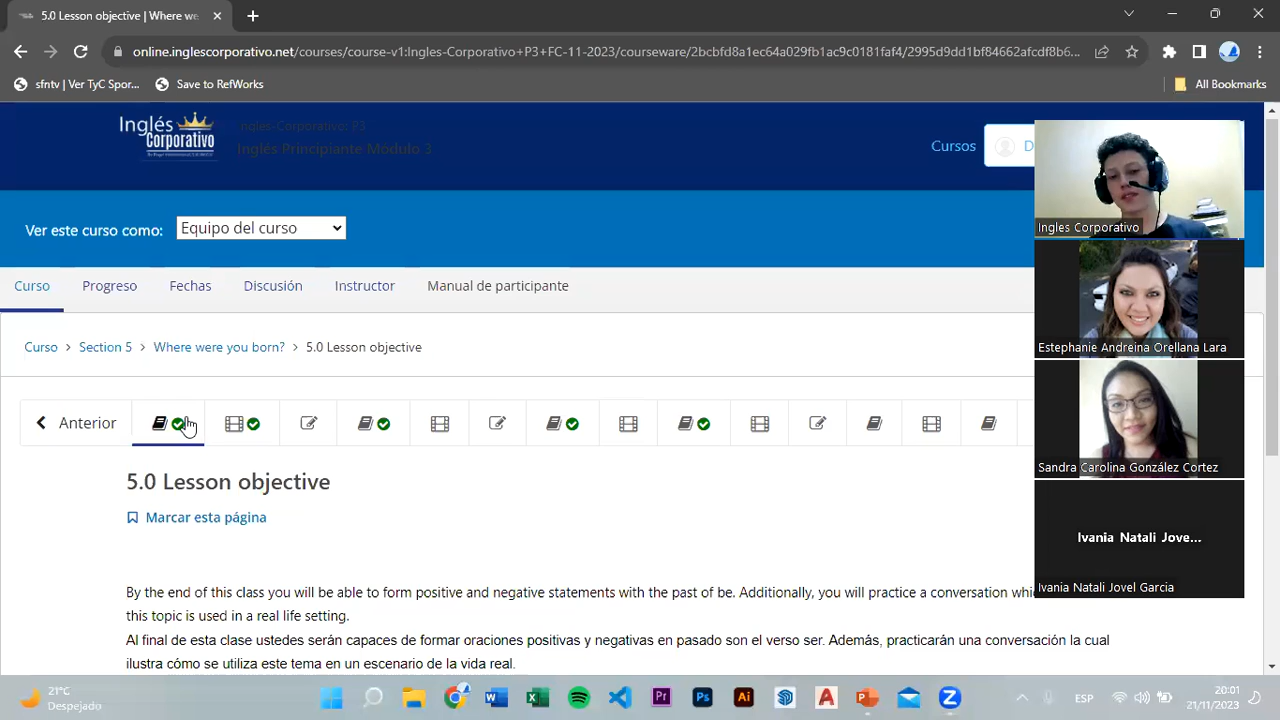 5.0 Lesson objective | Where we
online.inglescorporativo.net/courses/course-v1:Ingles-Corporativo+P3+FC-11-2023/courseware/2bcbfd8a1ec64a029fb1ac9c0181faf4/2995d9dd1bf84662afcdf8b6...
sfntv | Ver TyC Spor...
Save to RefWorks
All Bookmarks
Inglés
Corporativo
Ingles-Corporativo: P3
Inglés Principiante Módulo 3
Cursos
D
Ver este curso como:
Equipo del curso
Ingles Corporativo
Curso
Progreso
Fechas
Discusión
Instructor
Manual de participante
Curso
Section 5
Where were you born?
5.0 Lesson objective
Estephanie Andreina Orellana Lara
Anterior
Sandra Carolina González Cortez
5.0 Lesson objective
Marcar esta página
Ivania Natali Jove...
Ivania Natali Jovel Garcia
By the end of this class you will be able to form positive and negative statements with the past of be. Additionally, you will practice a conversation whi
this topic is used in a real life setting.
Al final de esta clase ustedes serán capaces de formar oraciones positivas y negativas en pasado son el verso ser. Además, practicarán una conversación la cual
ilustra cómo se utiliza este tema en un escenario de la vida real.
21°C
Despejado
ESP
20:01
21/11/2023